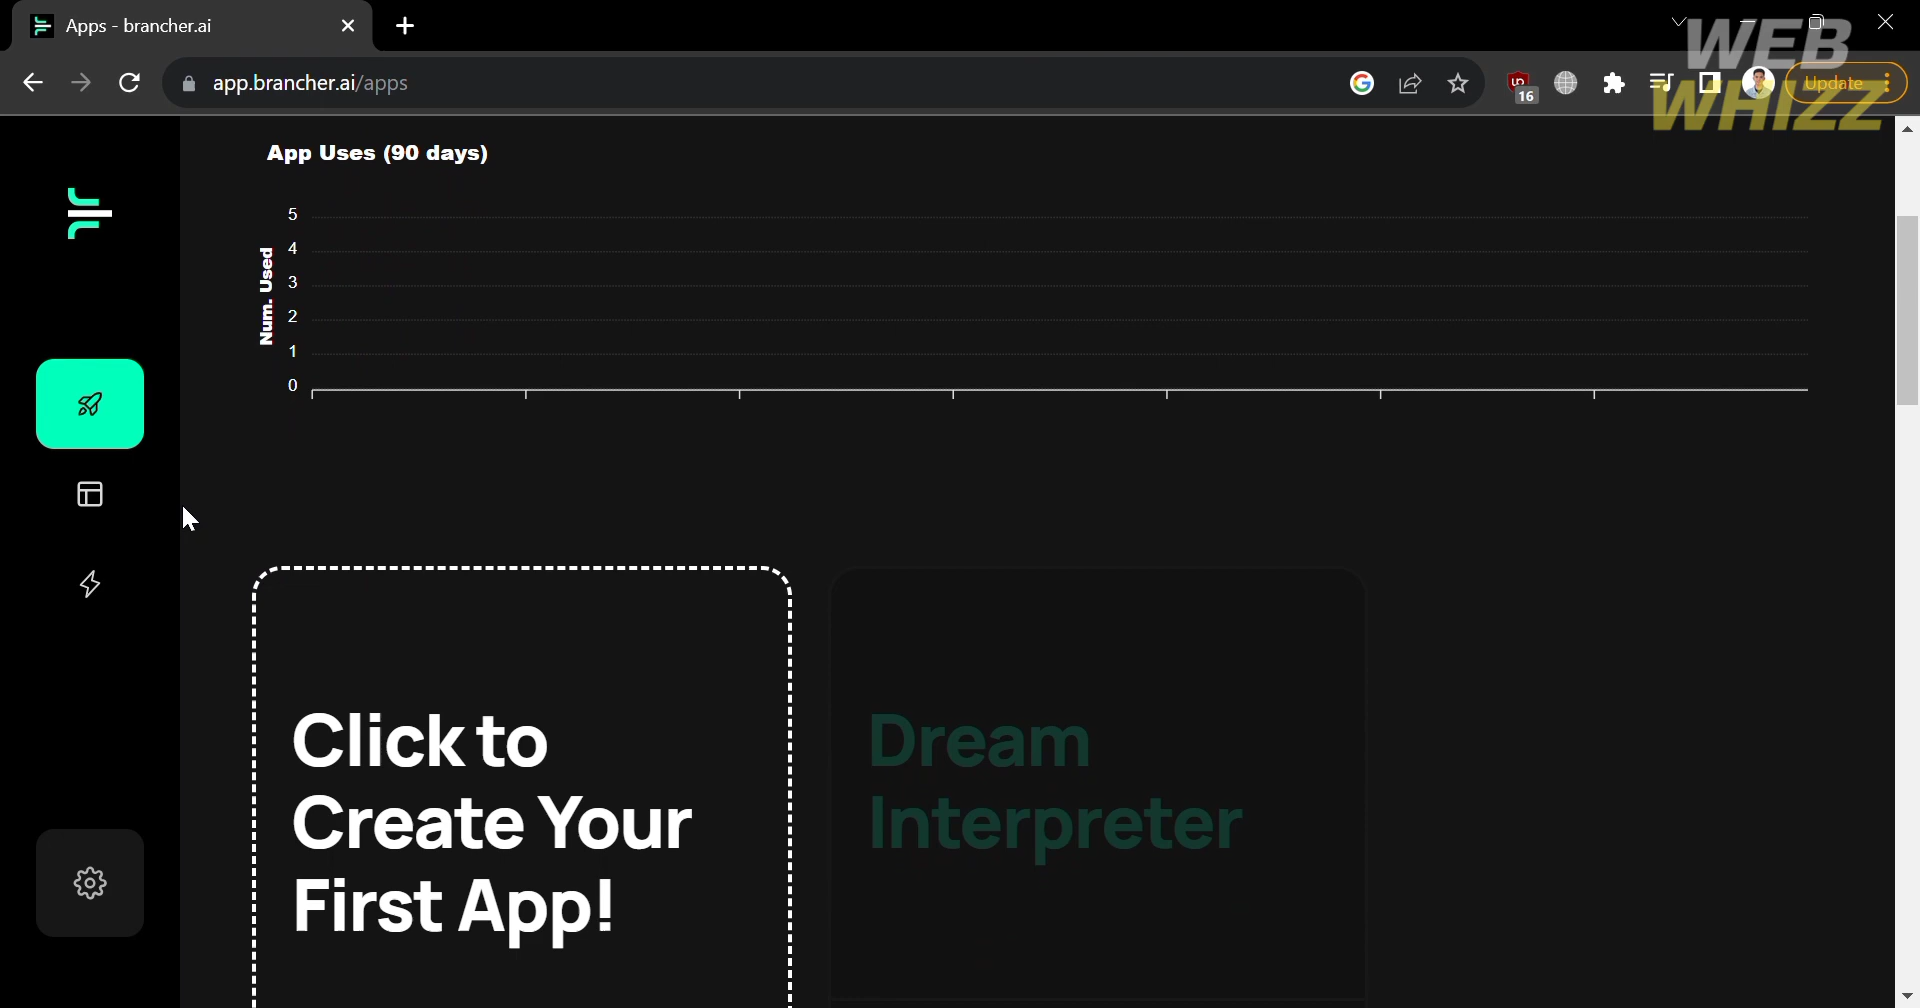 Apps - brancher.ai
WEB
WHIZZ
app.brancher.ai/apps
16
Update
App Uses (90 days)
5
4
3
2
1
0
Num. Used
Click to
Create Your
First App!
Dream
Interpreter